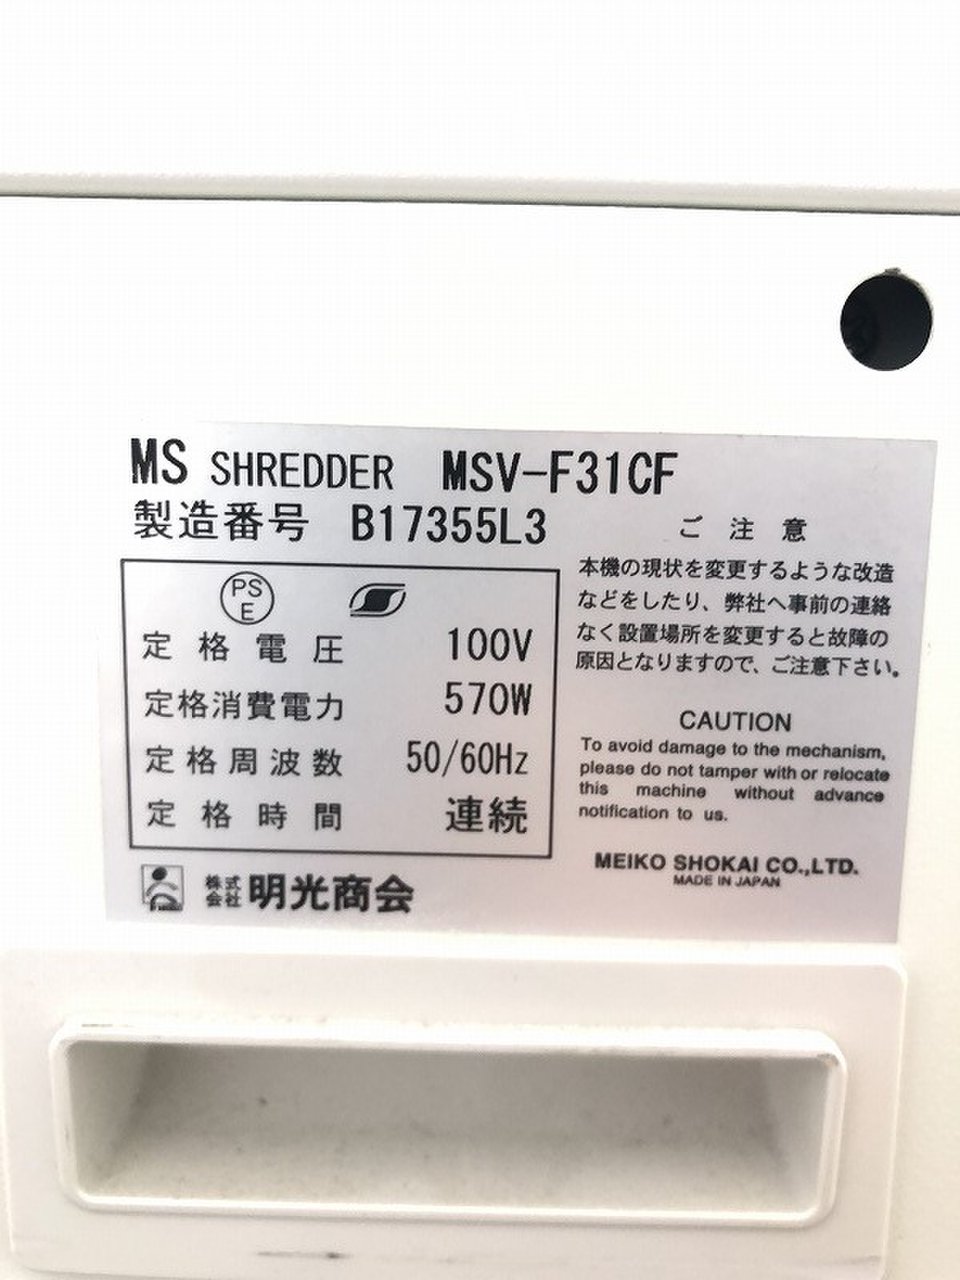 MS SHREDDER MSV-F31CF
製造番号 B17355L3
PS
E
定格電圧 100V
定格消費電力 570W
定格周波数 50/60Hz
定格時間 連続
株式
会社 明光商会
ご注意
本機の現状を変更するような改造
などをしたり、弊社へ事前の連絡
なく設置場所を変更すると故障の
原因となりますので、ご注意下さい。
CAUTION
To avoid damage to the mechanism,
please do not tamper with or relocate
this machine without advance
notification to us.
MEIKO SHOKAI CO.,LTD.
MADE IN JAPAN